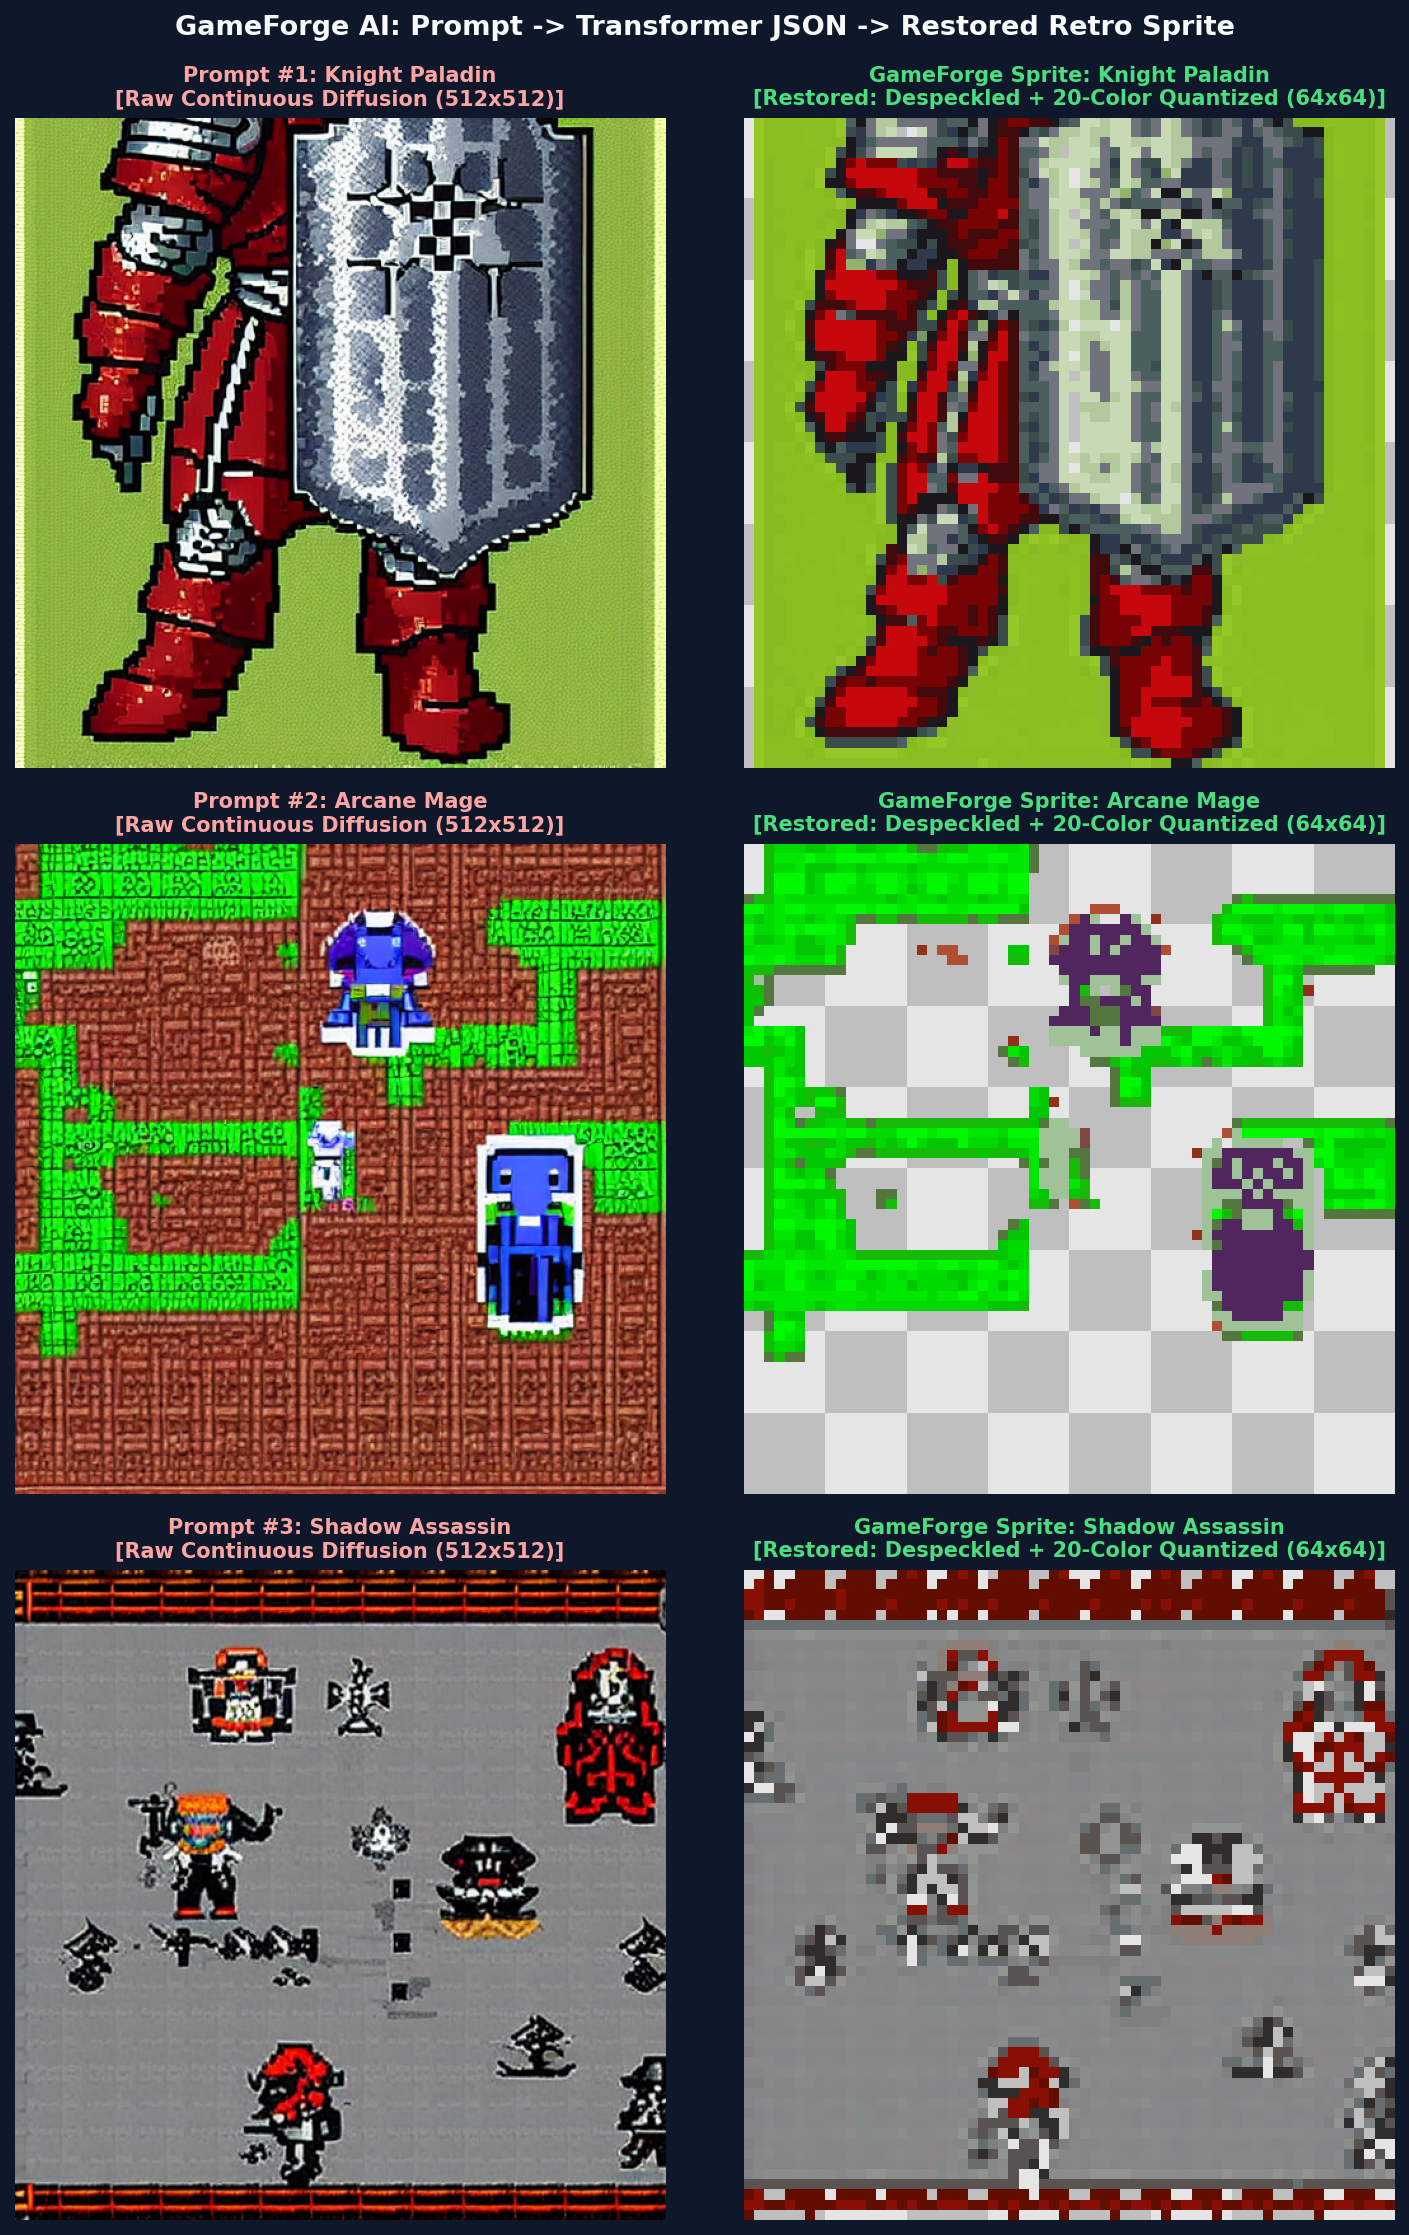 GameForge AI: Prompt -> Transformer JSON -> Restored Retro Sprite
Prompt #1: Knight Paladin
[Raw Continuous Diffusion (512x512)]
GameForge Sprite: Knight Paladin
[Restored: Despeckled + 20-Color Quantized (64x64)]
Prompt #2: Arcane Mage
[Raw Continuous Diffusion (512x512)]
GameForge Sprite: Arcane Mage
[Restored: Despeckled + 20-Color Quantized (64x64)]
Prompt #3: Shadow Assassin
[Raw Continuous Diffusion (512x512)]
GameForge Sprite: Shadow Assassin
[Restored: Despeckled + 20-Color Quantized (64x64)]